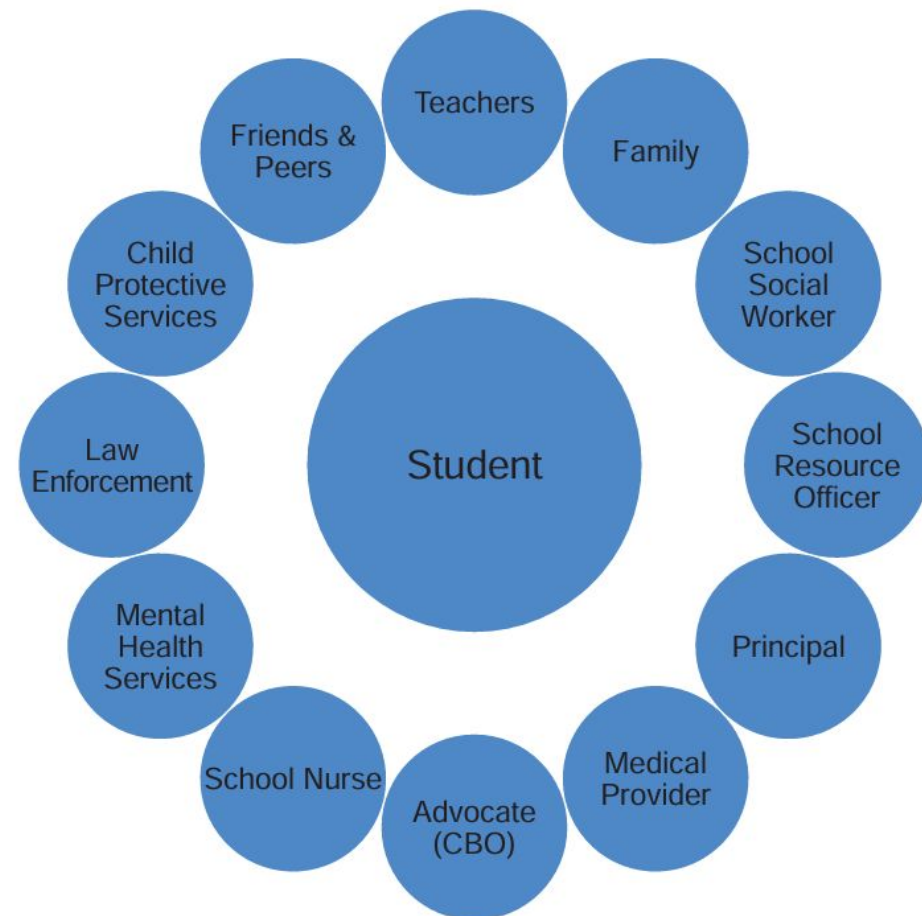 Teachers
Family
School
Social
Worker
School
Resource
Officer
Principal
Medical
Provider
Advocate
(CBO)
School Nurse
Mental
Health
Services
Law
Enforcement
Child
Protective
Services
Friends &
Peers
Student